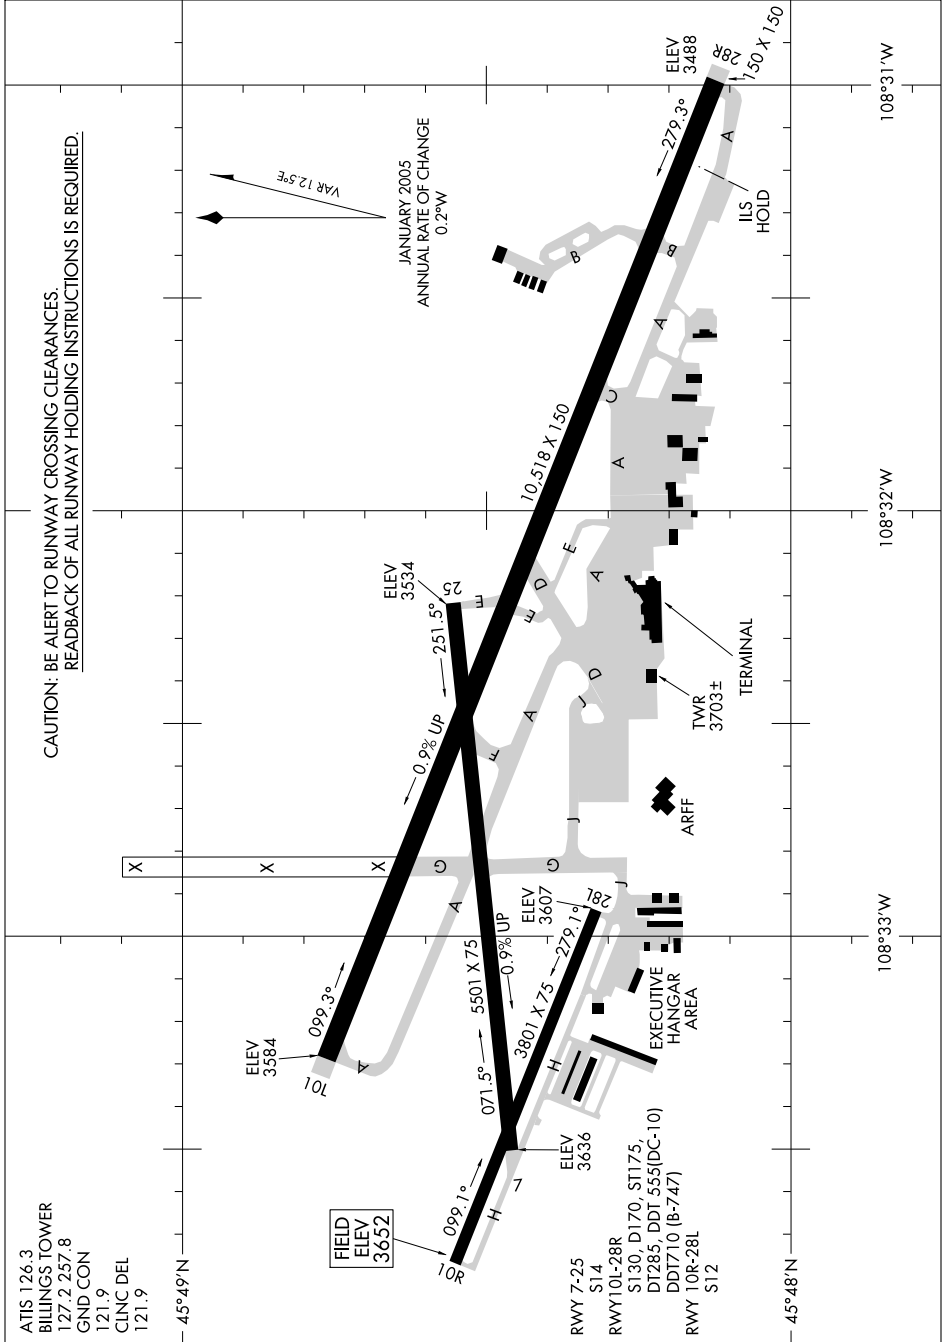 ATIS 126.3
BILLINGS TOWER
127.2 257.8
GND CON
121.9
CLNC DEL
121.9
CAUTION: BE ALERT TO RUNWAY CROSSING CLEARANCES.
READBACK OF ALL RUNWAY HOLDING INSTRUCTIONS IS REQUIRED.
45°49'N
X
X
X
VAR 12.5°E
JANUARY 2005
ANNUAL RATE OF CHANGE
0.2°W
ELEV
3584
10L
099.3°
A
0.9% UP
10,518 X 150
279.3°
ELEV
3488
28R
150 X 150
108°31'W
ELEV
3534
25
251.5°
5501 X 75
0.9% UP
071.5°
7
ELEV
3636
FIELD
ELEV
3652
10R
099.1°
3801 X 75
279.1°
ELEV
3607
28L
H
H
A
G
G
F
A
J
J
J
D
E
E
D
E
A
A
C
A
B
B
A
ILS
HOLD
EXECUTIVE
HANGAR
AREA
ARFF
TWR
3703±
TERMINAL
RWY 7-25
S14
RWY10L-28R
S130, D170, ST175,
DT285, DDT 555(DC-10)
DDT710 (B-747)
RWY 10R-28L
S12
45°48'N
108°33'W
108°32'W